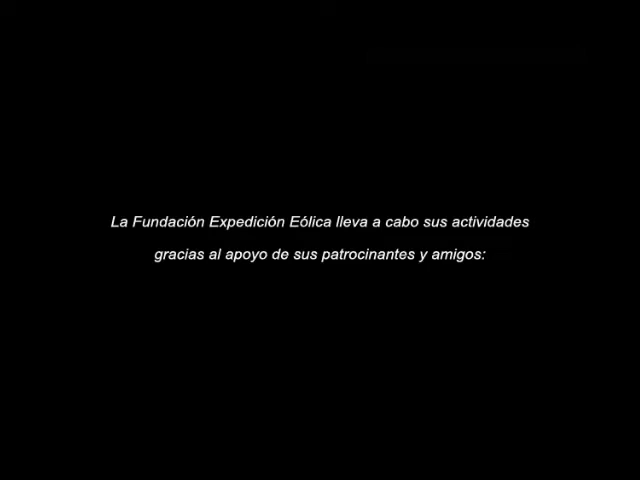 La Fundación Expedición Eólica lleva a cabo sus actividades
gracias al apoyo de sus patrocinantes y amigos: